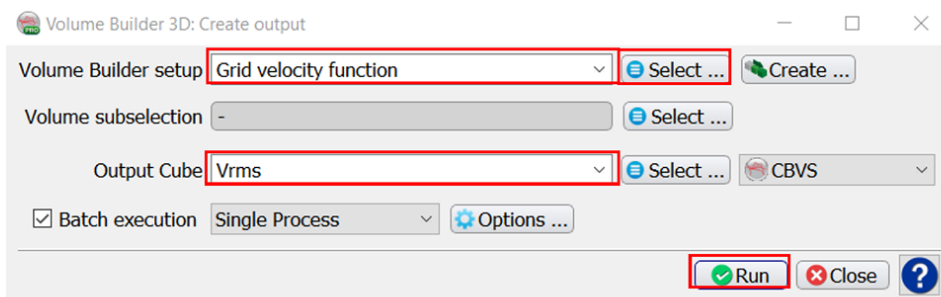 Volume Builder 3D: Create output
Volume Builder setup Grid velocity function Select ... Create ...
Volume subselection - Select ...
Output Cube Vrms Select ... CBVS
Batch execution Single Process Options ...
Run Close ?
PRO